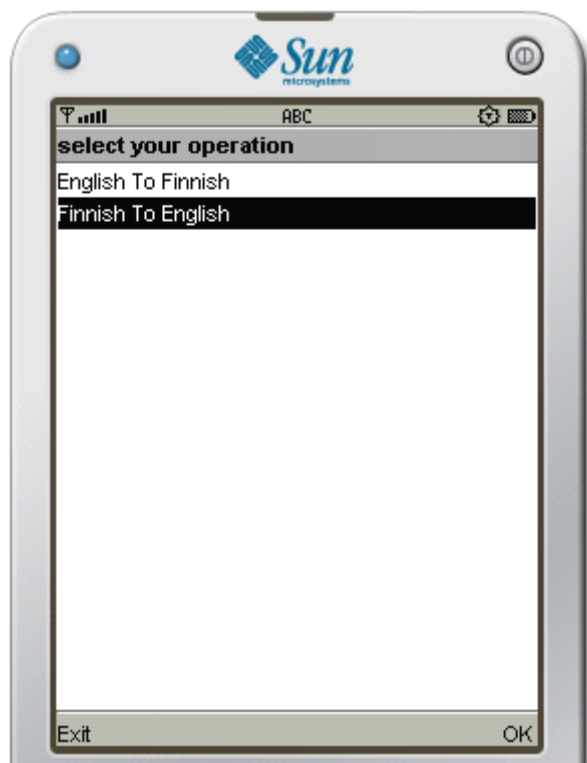 Sun
microsystems
ABC
select your operation
English To Finnish
Finnish To English
Exit OK